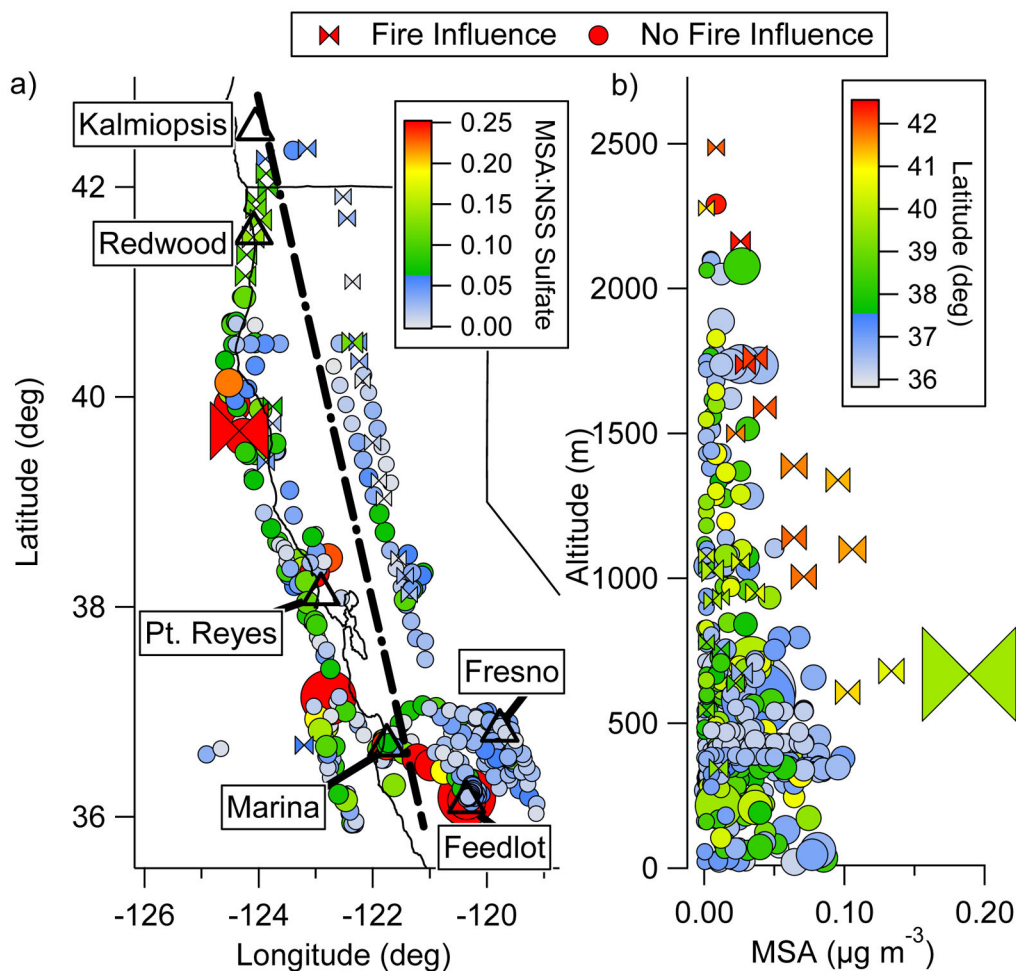 Fire Influence No Fire Influence
a)
b)
Kalmiopsis
Redwood
Pt. Reyes
Marina
Fresno
Feedlot
0.25
0.20
0.15
0.10
0.05
0.00
MSA:NSS Sulfate
42
40
38
36
Latitude (deg)
-126 -124 -122 -120
Longitude (deg)
42
41
40
39
38
37
36
Latitude (deg)
2500
2000
1500
1000
500
0
Altitude (m)
0.00 0.10 0.20
MSA (µg m⁻³)